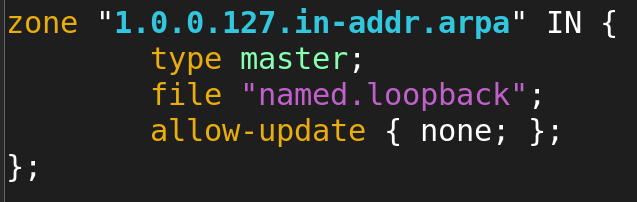 zone "1.0.0.127.in-addr.arpa" IN {
        type master;
        file "named.loopback";
        allow-update { none; };
};